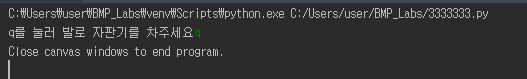 C:₩Users₩user₩BMP_Labs₩venv₩Scripts₩python.exe C:/Users/user/BMP_Labs/3333333.py
q를 눌러 발로 자판기를 차주세요q
Close canvas windows to end program.